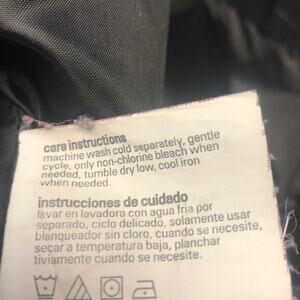 care instructions
machine wash cold separately, gentle
cycle, only non-chlorine bleach when
needed, tumble dry low, cool iron
when needed.
instrucciones de cuidado
lavar en lavadora con agua fria por
separado, ciclo delicado, solamente usar
blanqueador sin cloro, cuando se necesite,
secar a temperatura baja, planchar
tiviamente cuando se necesite.